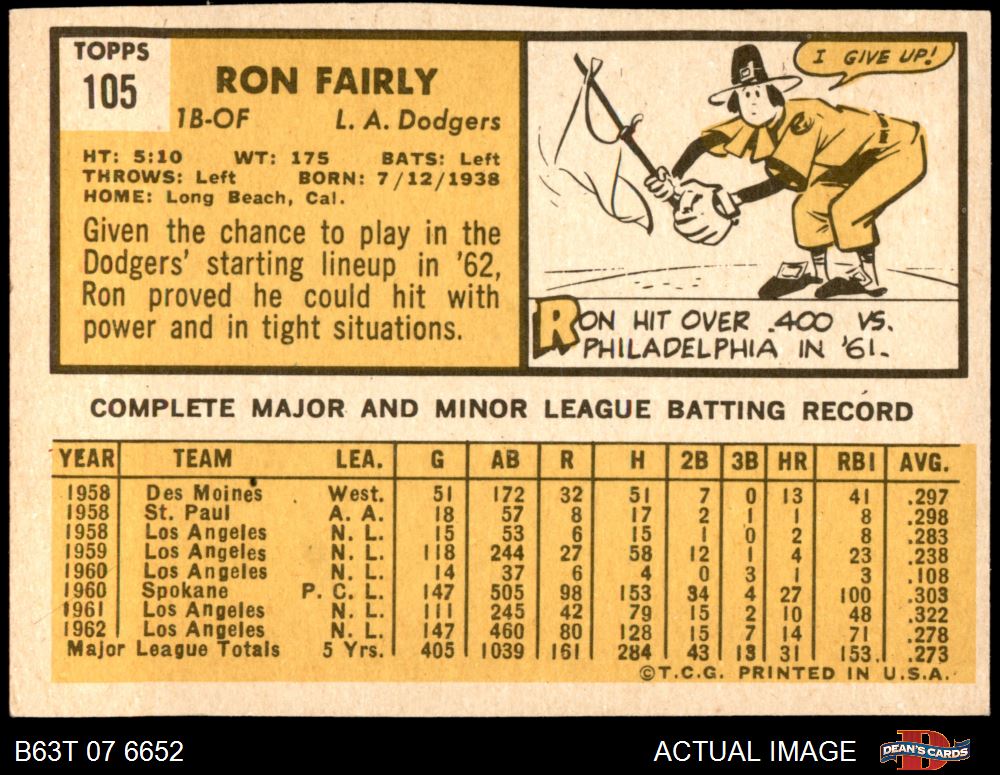 TOPPS
105
RON FAIRLY
1B-OF L. A. Dodgers
HT: 5:10 WT: 175 BATS: Left
THROWS: Left BORN: 7/12/1938
HOME: Long Beach, Cal.
Given the chance to play in the
Dodgers' starting lineup in '62,
Ron proved he could hit with
power and in tight situations.
I GIVE UP!
RON HIT OVER .400 VS.
PHILADELPHIA IN '61.
COMPLETE MAJOR AND MINOR LEAGUE BATTING RECORD
YEAR TEAM LEA. G AB R H 2B 3B HR RBI AVG.
1958 Des Moines West. 51 172 32 51 7 0 13 41 .297
1958 St. Paul A. A. 18 57 8 17 2 1 1 8 .298
1958 Los Angeles N. L. 15 53 6 15 1 0 2 8 .283
1959 Los Angeles N. L. 118 244 27 58 12 1 4 23 .238
1960 Los Angeles N. L. 14 37 6 4 0 3 1 3 .108
1960 Spokane P. C. L. 147 505 98 153 34 4 27 100 .303
1961 Los Angeles N. L. 111 245 42 79 15 2 10 48 .322
1962 Los Angeles N. L. 147 460 80 128 15 7 14 71 .278
Major League Totals 5 Yrs. 405 1039 161 284 43 13 31 153 .273
©T.C.G. PRINTED IN U.S.A.
B63T 07 6652 ACTUAL IMAGE DEAN'S CARDS